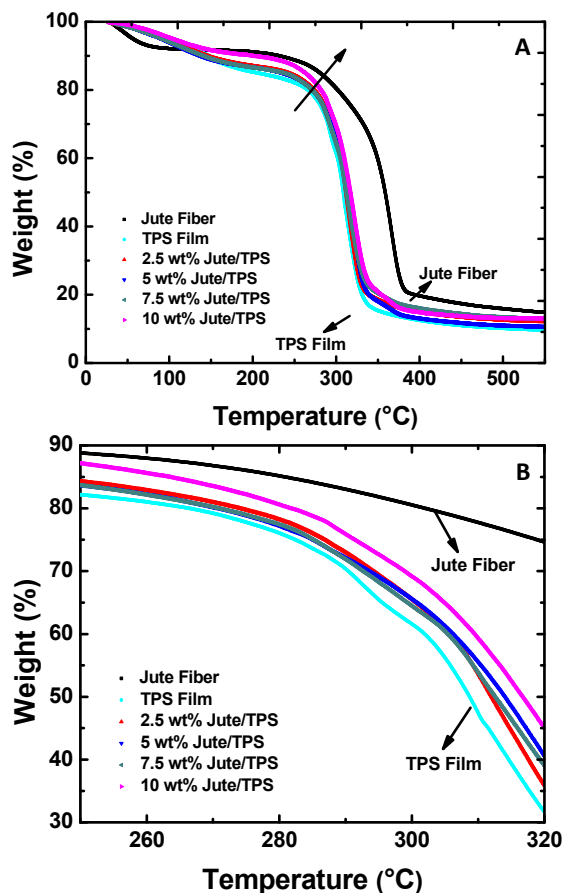 A
100
80
60
40
20
0
Weight (%)
Jute Fiber
TPS Film
2.5 wt% Jute/TPS
5 wt% Jute/TPS
7.5 wt% Jute/TPS
10 wt% Jute/TPS
Jute Fiber
TPS Film
0 100 200 300 400 500
Temperature (°C)
B
90
80
70
60
50
40
30
Weight (%)
Jute Fiber
Jute Fiber
TPS Film
2.5 wt% Jute/TPS
5 wt% Jute/TPS
7.5 wt% Jute/TPS
10 wt% Jute/TPS
TPS Film
260 280 300 320
Temperature (°C)